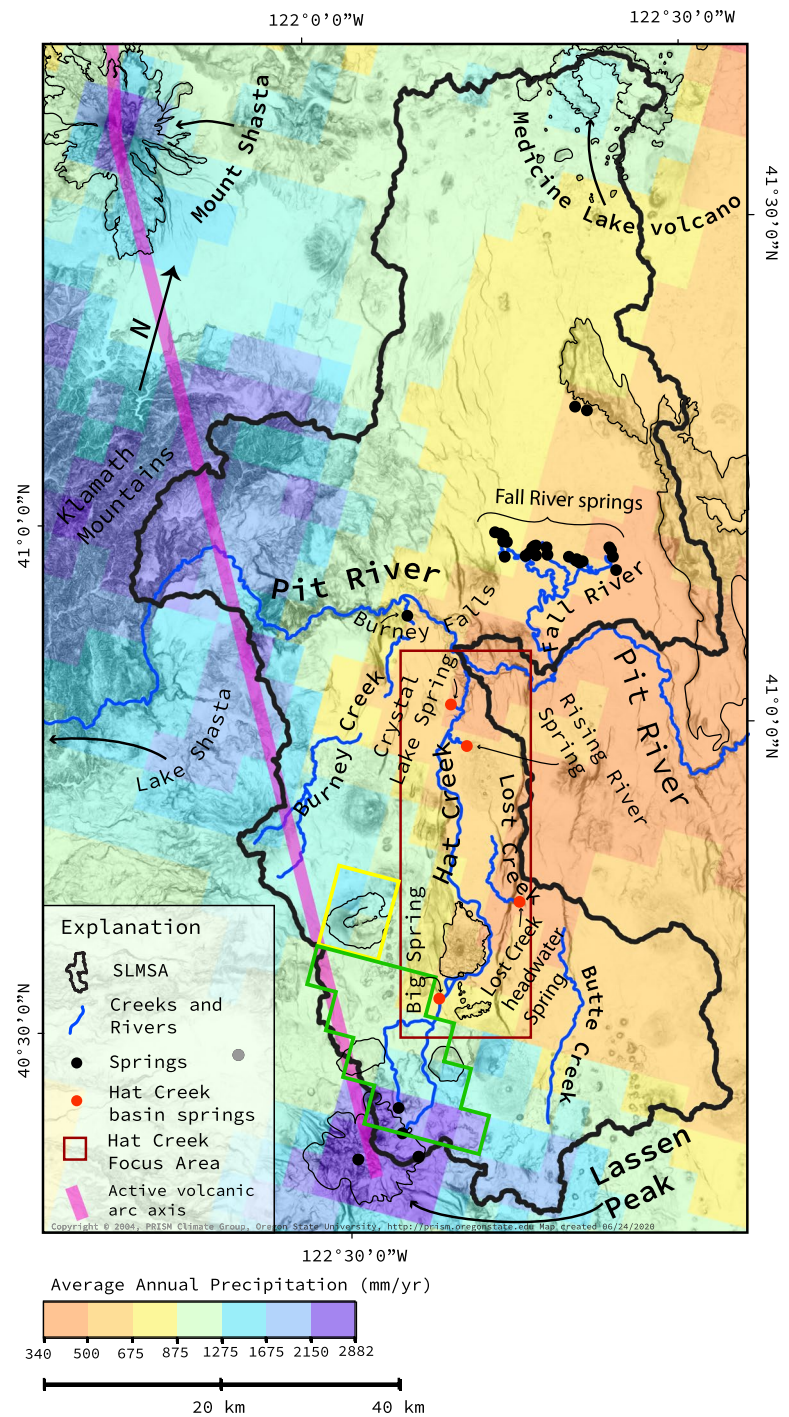 122°0’0”W
122°30’0”W
Mount Shasta
Medicine
Lake volcano
41°30’0”N
N
Klamath
Mountains
41°0’0”N
Fall River springs
Pit River
Burney Falls
Fall River
Pit River
41°0’0”N
Crystal
Lake Spring
Rising River
Spring
Burney Creek
Lake Shasta
Hat Creek
Lost Creek
Big Spring
Lost Creek
headwater
Spring
Butte Creek
40°30’0”N
Lassen
Peak
Explanation
SLMSA
Creeks and
Rivers
Springs
Hat Creek
basin springs
Hat Creek
Focus Area
Active volcanic
arc axis
Copyright © 2004, PRISM Climate Group, Oregon State University, http://prism.oregonstate.edu Map created 06/24/2020
122°30’0”W
Average Annual Precipitation (mm/yr)
340 500 675 875 1275 1675 2150 2882
20 km 40 km